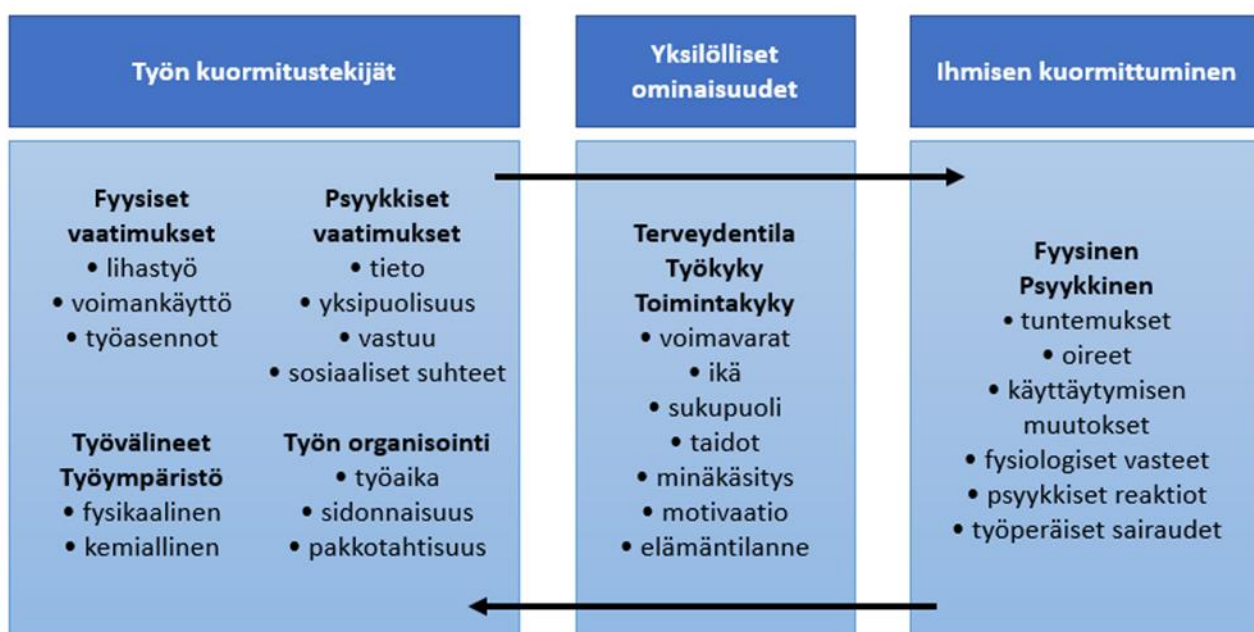 Työn kuormitustekijät
Yksilölliset
ominaisuudet
Ihmisen kuormittuminen
Fyysiset
vaatimukset
• lihastyö
• voimankäyttö
• työasennot
Psyykkiset
vaatimukset
• tieto
• yksipuolisuus
• vastuu
• sosiaaliset suhteet
Työvälineet
Työympäristö
• fysikaalinen
• kemiallinen
Työn organisointi
• työaika
• sidonnaisuus
• pakkotahtisuus
Terveydentila
Työkyky
Toimintakyky
• voimavarat
• ikä
• sukupuoli
• taidot
• minäkäsitys
• motivaatio
• elämäntilanne
Fyysinen
Psyykkinen
• tuntemukset
• oireet
• käyttäytymisen
muutokset
• fysiologiset vasteet
• psyykkiset reaktiot
• työperäiset sairaudet